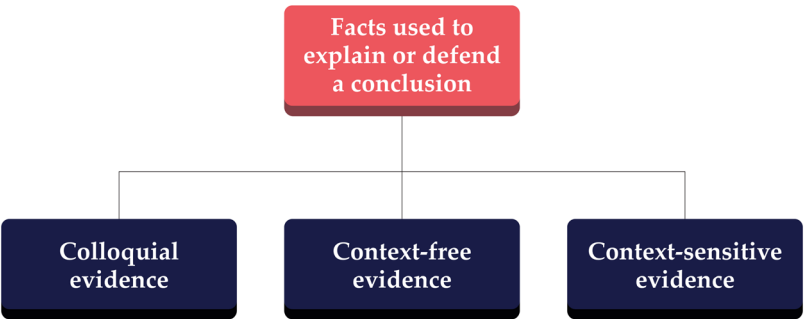 Facts used to
explain or defend
a conclusion
Colloquial
evidence
Context-free
evidence
Context-sensitive
evidence